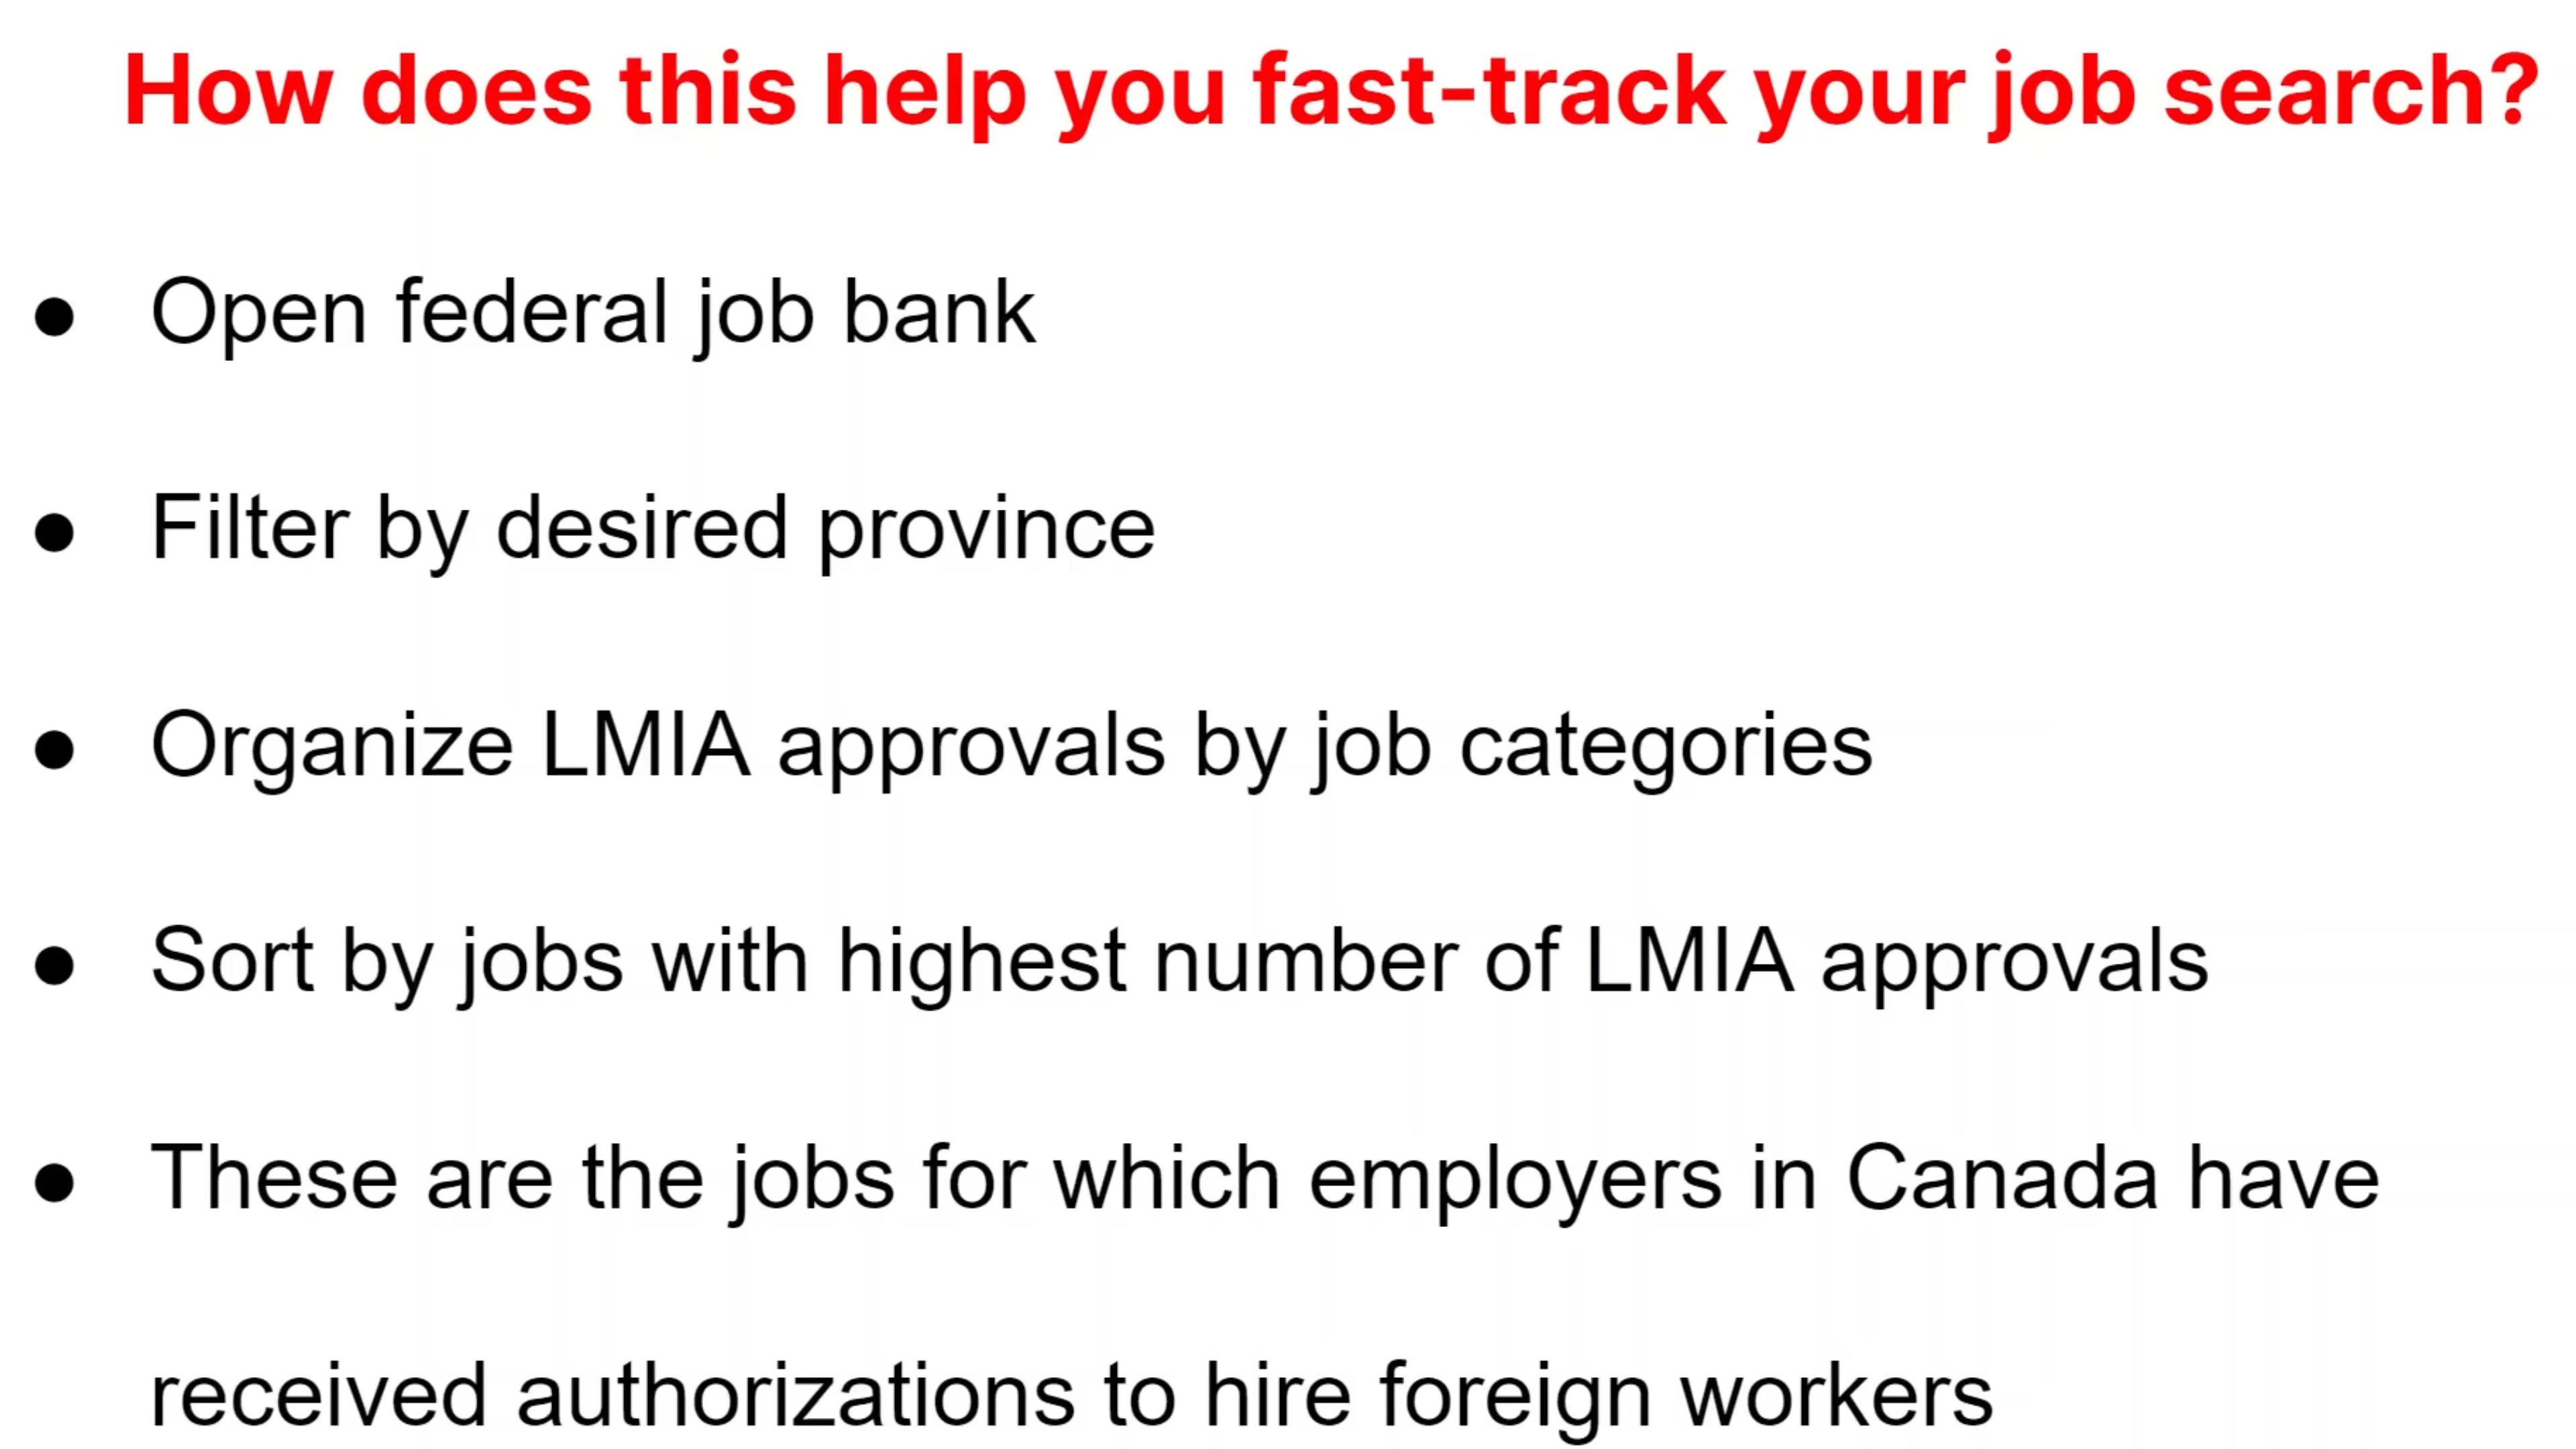 How does this help you fast-track your job search?
● Open federal job bank
● Filter by desired province
● Organize LMIA approvals by job categories
● Sort by jobs with highest number of LMIA approvals
● These are the jobs for which employers in Canada have
received authorizations to hire foreign workers